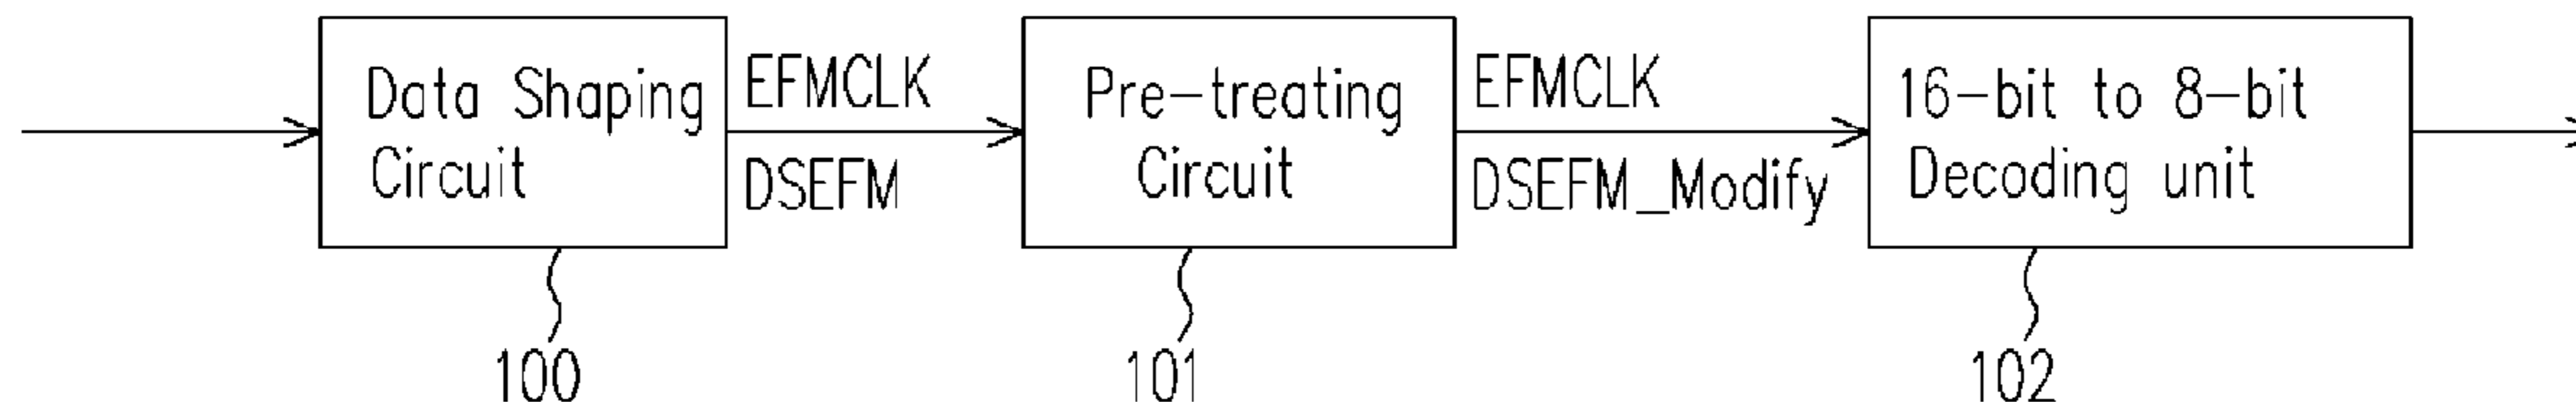 Data Shaping
Circuit
EFMCLK
DSEFM
Pre-treating
Circuit
EFMCLK
DSEFM_Modify
16-bit to 8-bit
Decoding unit
100
101
102